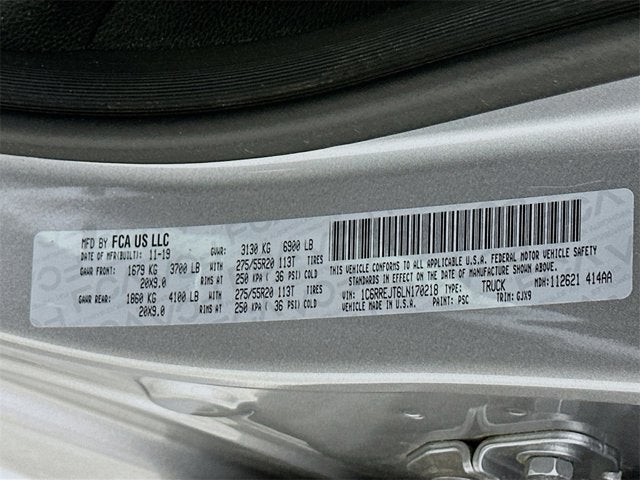 MFD BY FCA US LLC
DATE OF MFR(BUILT): 11-19 GVWR: 3130 KG 6900 LB
GAWR FRONT: 1679 KG 3700 LB WITH 275/55R20 113T TIRES
20X9.0 RIMS AT 250 KPA ( 36 PSI) COLD
GAWR REAR: 1860 KG 4100 LB WITH 275/55R20 113T TIRES
20X9.0 RIMS AT 250 KPA ( 36 PSI) COLD
THIS VEHICLE CONFORMS TO ALL APPLICABLE U.S.A. FEDERAL MOTOR VEHICLE SAFETY
STANDARDS IN EFFECT ON THE DATE OF MANUFACTURE SHOWN ABOVE.
VIN: 1C6RREJT6LN170218 TYPE: TRUCK MDH: 112621 414AA
VEHICLE MADE IN U.S.A. PAINT: PSC TRIM: GJX9